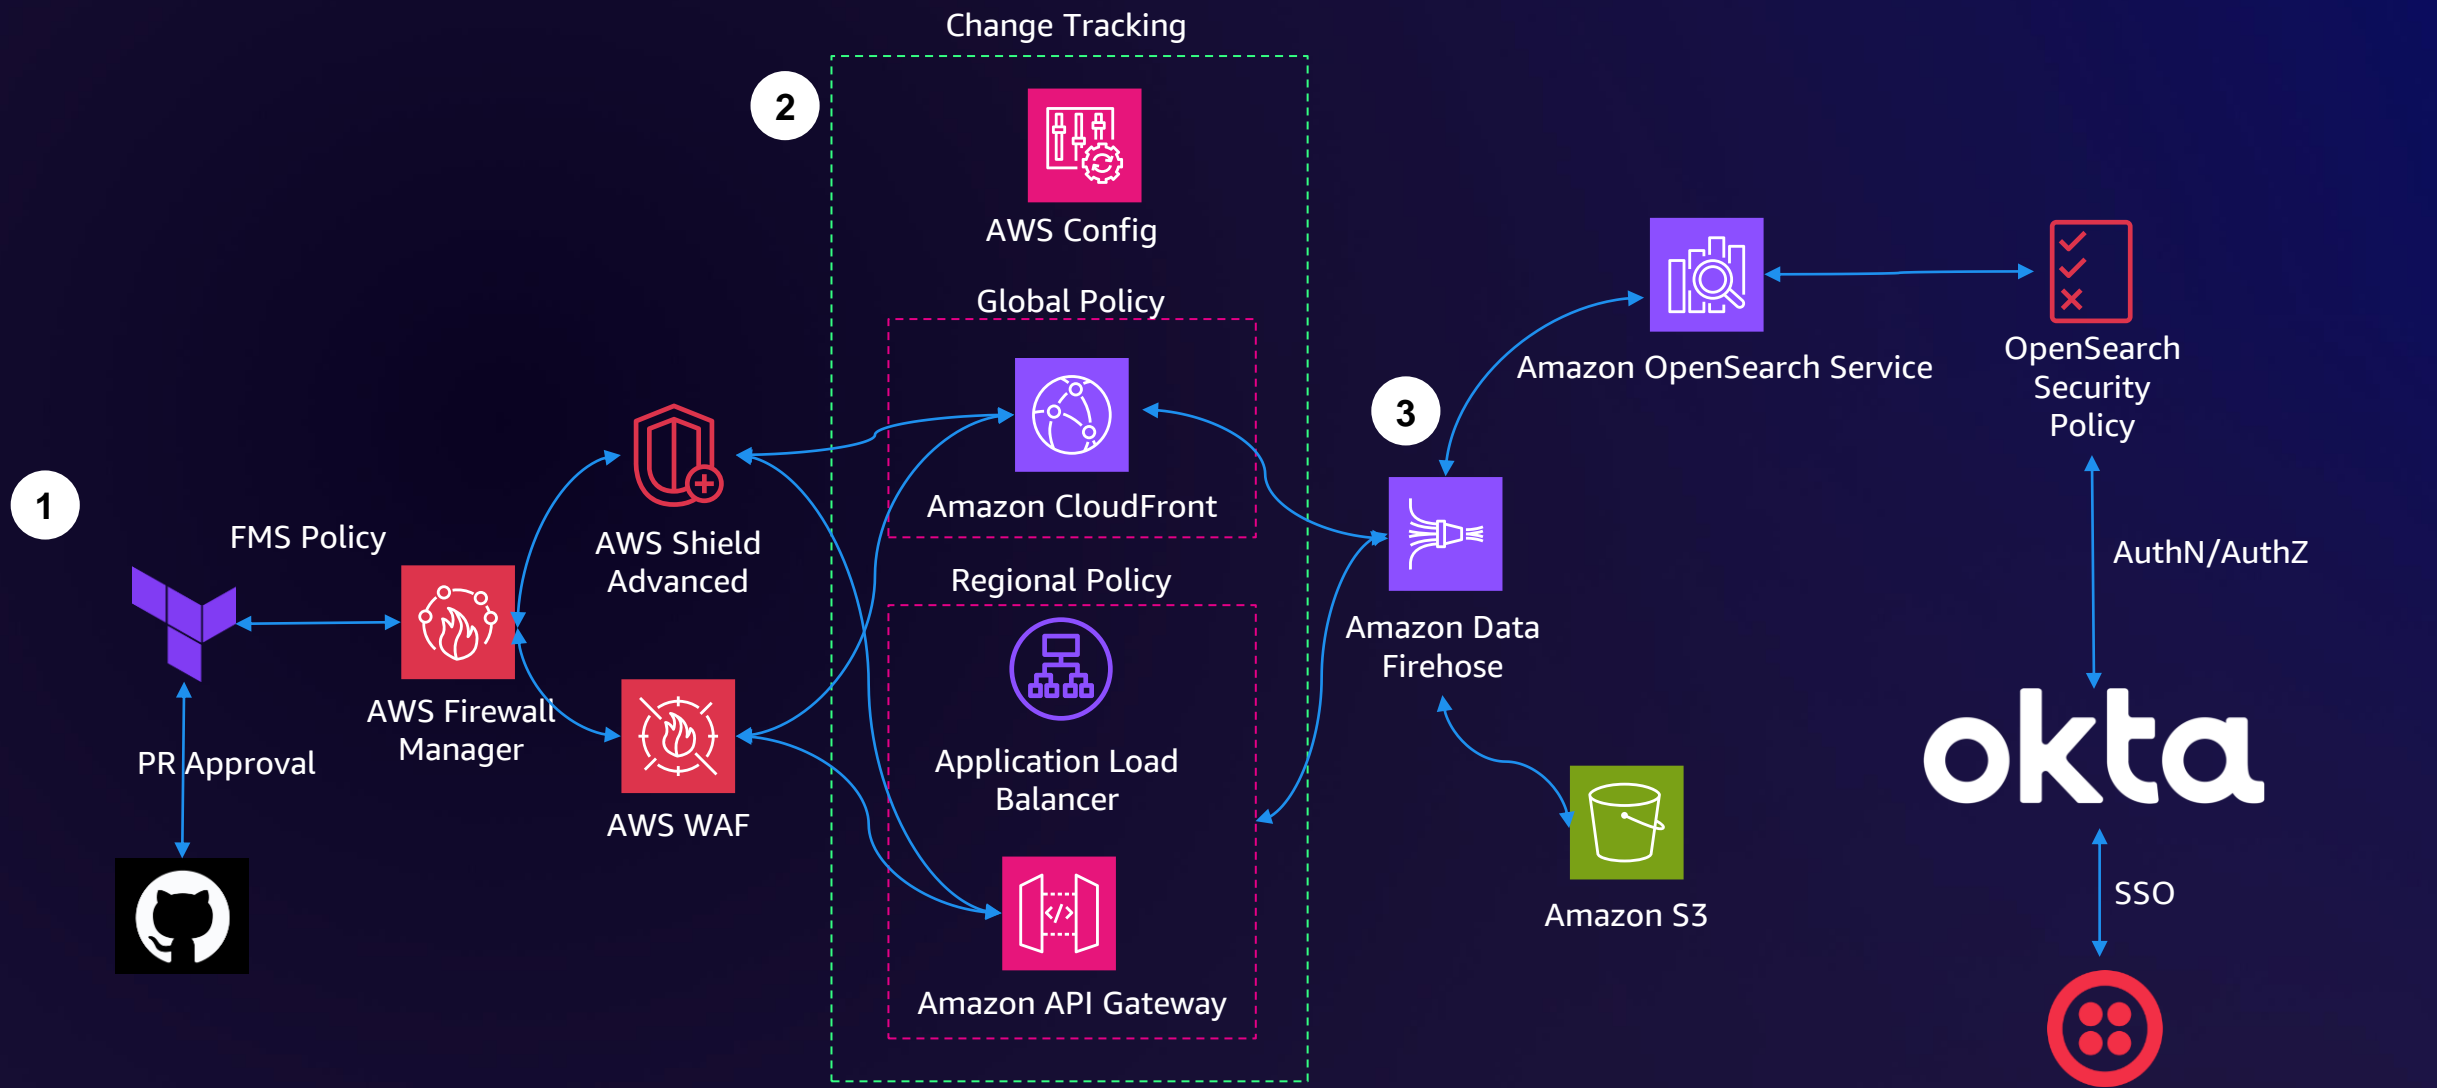 Change Tracking
2
AWS Config
Global Policy
Amazon CloudFront
Regional Policy
Application Load
Balancer
Amazon API Gateway
1
FMS Policy
AWS Firewall
Manager
PR Approval
AWS Shield
Advanced
AWS WAF
3
Amazon OpenSearch Service
Amazon Data
Firehose
Amazon S3
OpenSearch
Security
Policy
AuthN/AuthZ
okta
SSO